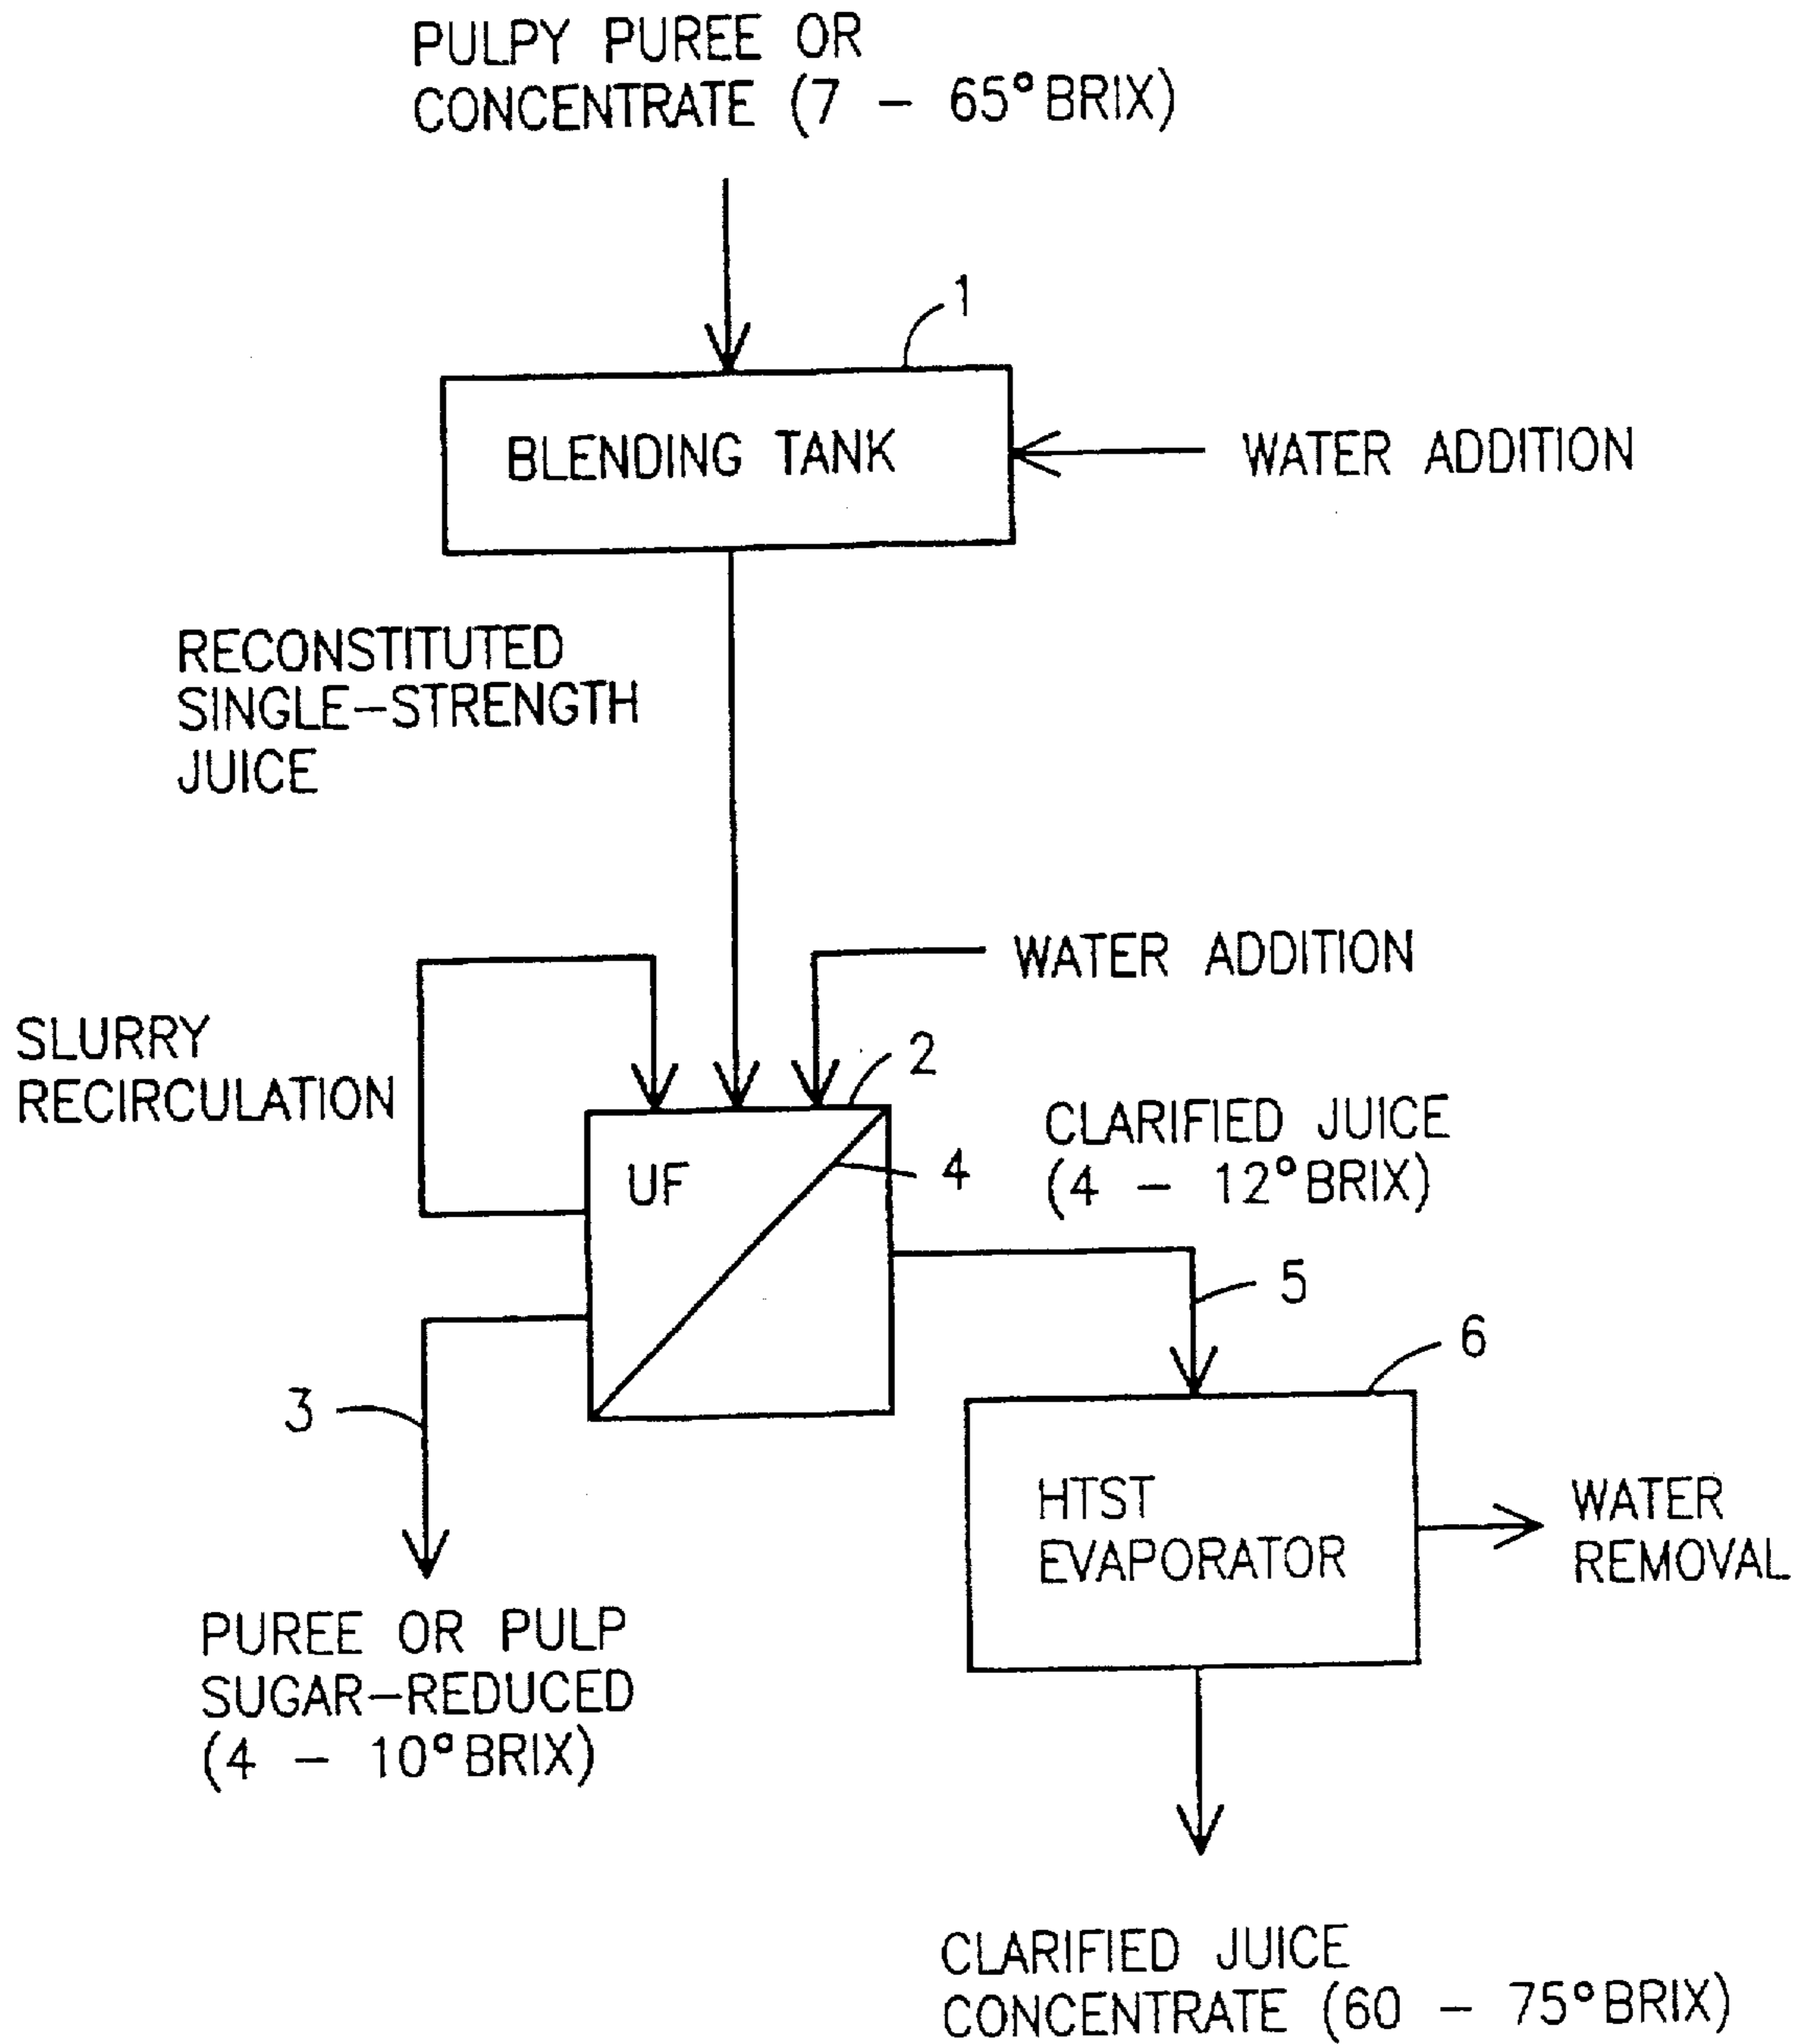 PULPY PUREE OR
CONCENTRATE (7 – 65°BRIX)
1
BLENDING TANK
WATER ADDITION
RECONSTITUTED
SINGLE–STRENGTH
JUICE
WATER ADDITION
SLURRY
RECIRCULATION
2
UF
4
CLARIFIED JUICE
(4 – 12°BRIX)
5
3
6
HTST
EVAPORATOR
WATER
REMOVAL
PUREE OR PULP
SUGAR–REDUCED
(4 – 10°BRIX)
CLARIFIED JUICE
CONCENTRATE (60 – 75°BRIX)